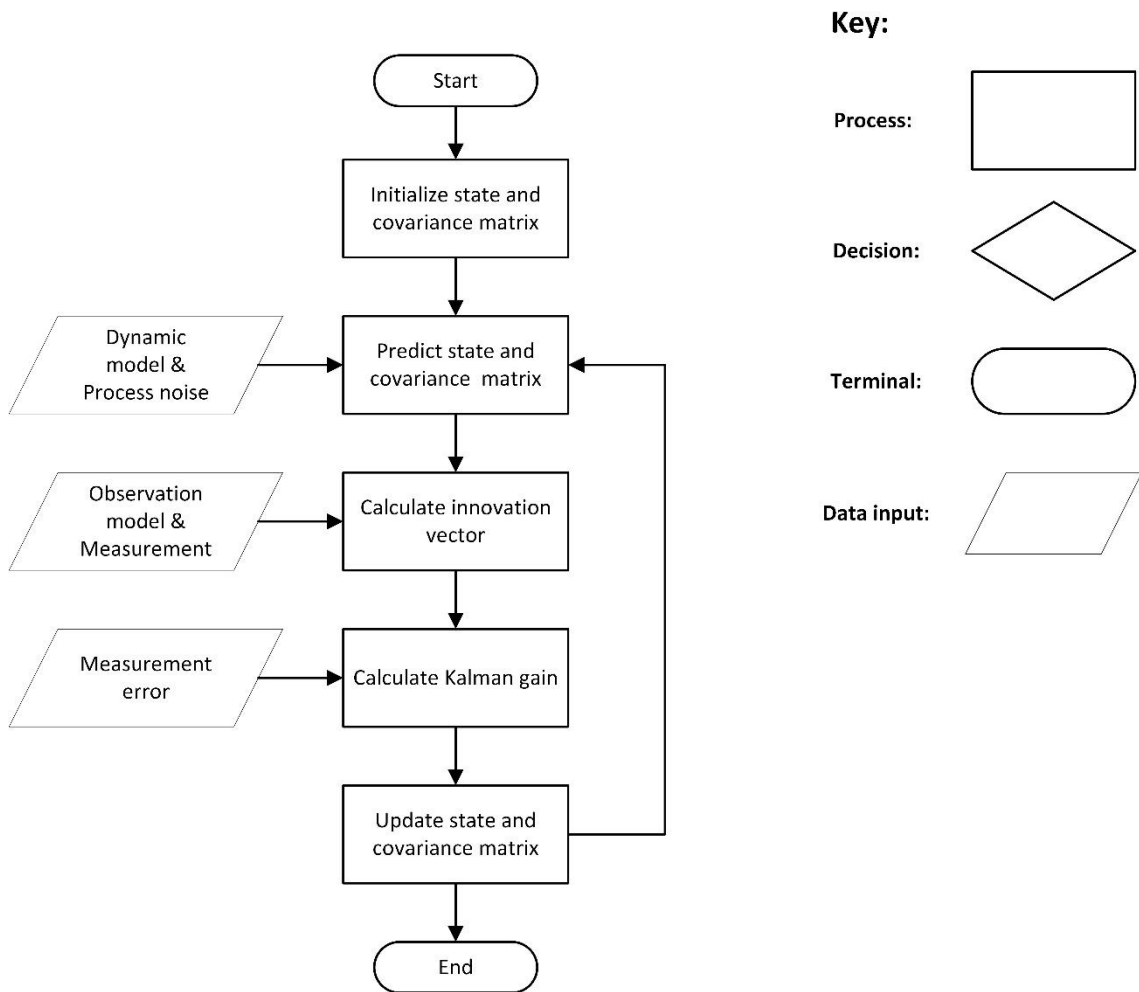 Key:
Start
Process:
Initialize state and
covariance matrix
Decision:
Dynamic
model &
Process noise
Predict state and
covariance matrix
Terminal:
Observation
model &
Measurement
Calculate innovation
vector
Data input:
Measurement
error
Calculate Kalman gain
Update state and
covariance matrix
End